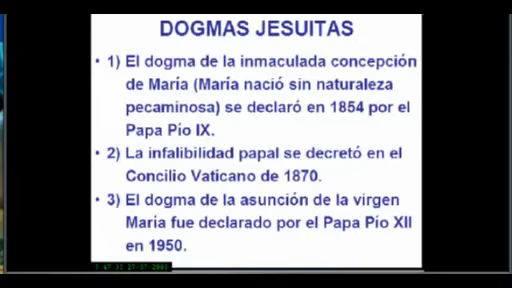 DOGMAS JESUITAS
• 1) El dogma de la inmaculada concepción
de María (María nació sin naturaleza
pecaminosa) se declaró en 1854 por el
Papa Pío IX.
• 2) La infalibilidad papal se decretó en el
Concilio Vaticano de 1870.
• 3) El dogma de la asunción de la virgen
María fue declarado por el Papa Pío XII
en 1950.